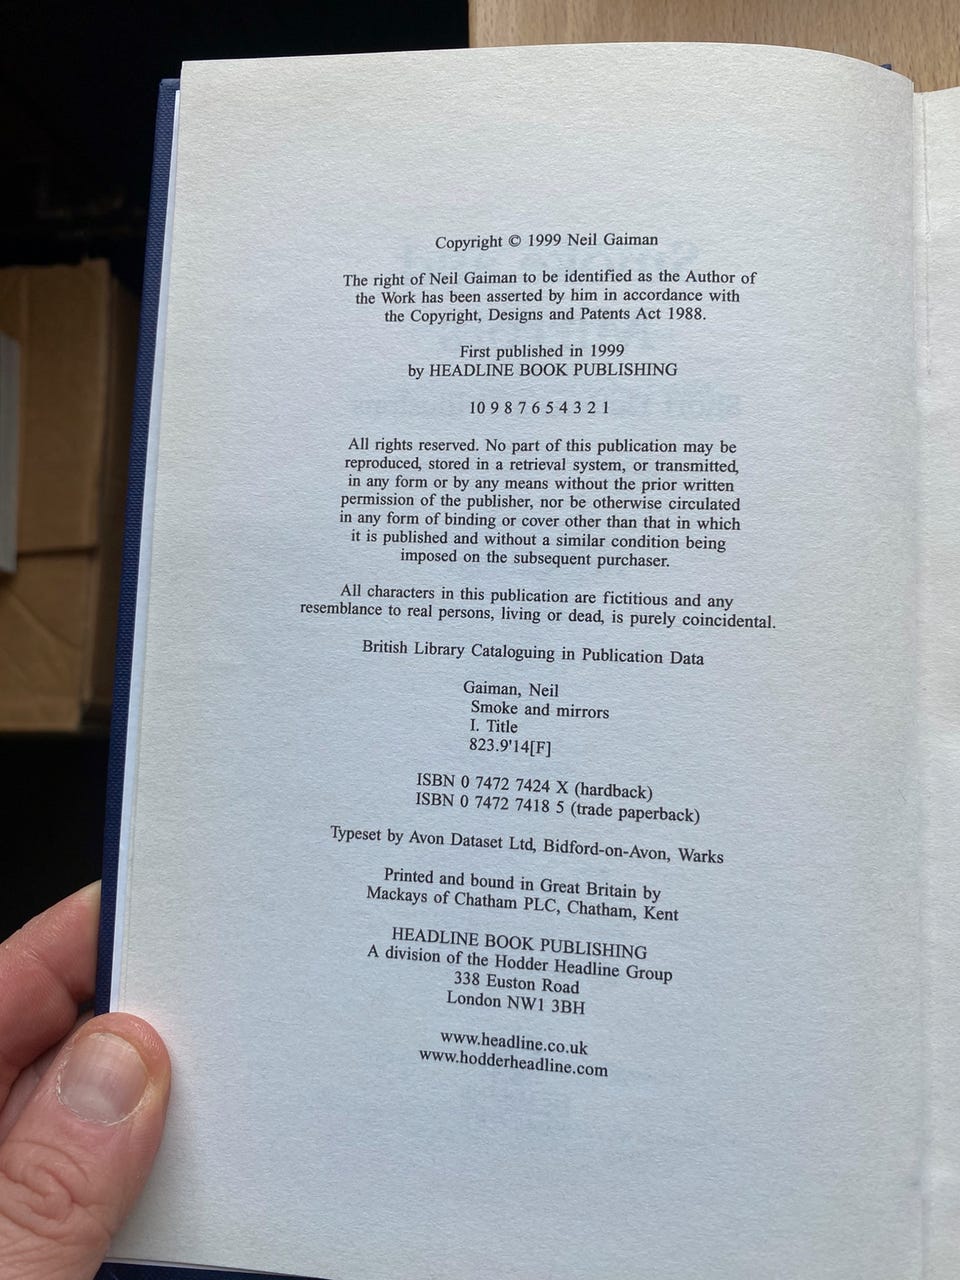 Copyright © 1999 Neil Gaiman
The right of Neil Gaiman to be identified as the Author of
the Work has been asserted by him in accordance with
the Copyright, Designs and Patents Act 1988.
First published in 1999
by HEADLINE BOOK PUBLISHING
10 9 8 7 6 5 4 3 2 1
All rights reserved. No part of this publication may be
reproduced, stored in a retrieval system, or transmitted,
in any form or by any means without the prior written
permission of the publisher, nor be otherwise circulated
in any form of binding or cover other than that in which
it is published and without a similar condition being
imposed on the subsequent purchaser.
All characters in this publication are fictitious and any
resemblance to real persons, living or dead, is purely coincidental.
British Library Cataloguing in Publication Data
Gaiman, Neil
Smoke and mirrors
I. Title
823.9'14[F]
ISBN 0 7472 7424 X (hardback)
ISBN 0 7472 7418 5 (trade paperback)
Typeset by Avon Dataset Ltd, Bidford-on-Avon, Warks
Printed and bound in Great Britain by
Mackays of Chatham PLC, Chatham, Kent
HEADLINE BOOK PUBLISHING
A division of the Hodder Headline Group
338 Euston Road
London NW1 3BH
www.headline.co.uk
www.hodderheadline.com